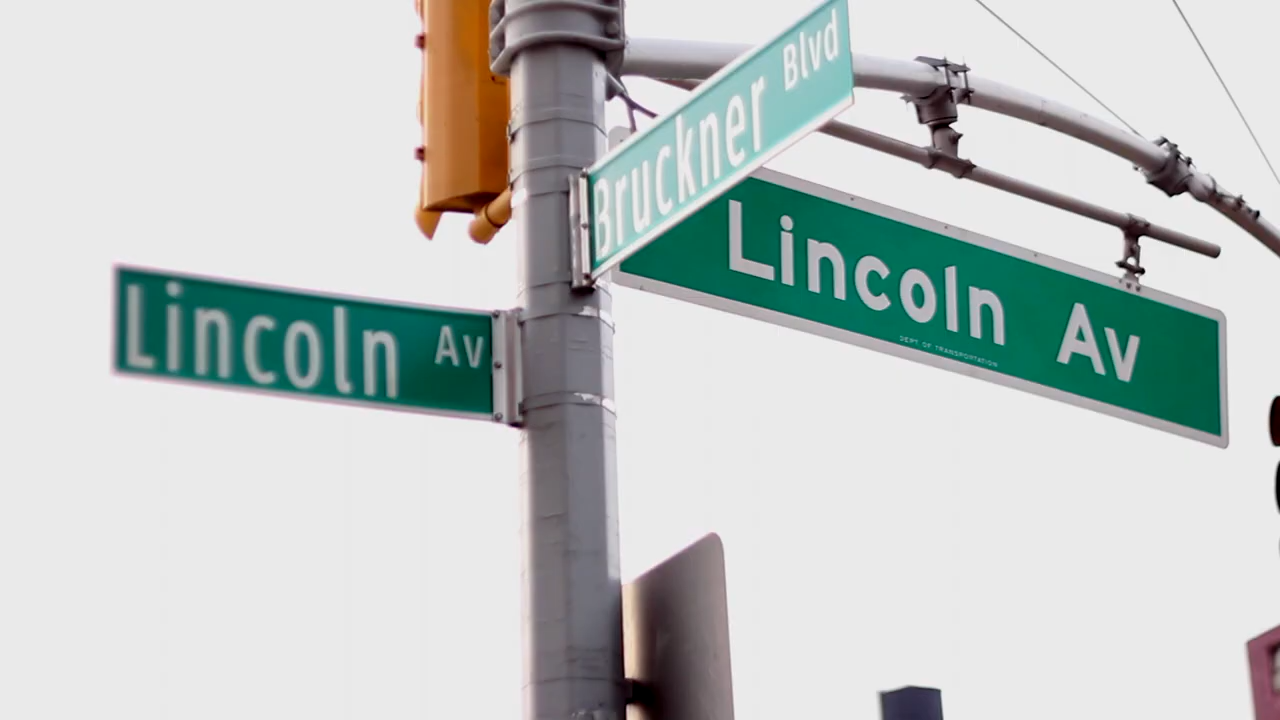 Bruckner Blvd
Lincoln Av
DEPT OF TRANSPORTATION
Lincoln Av